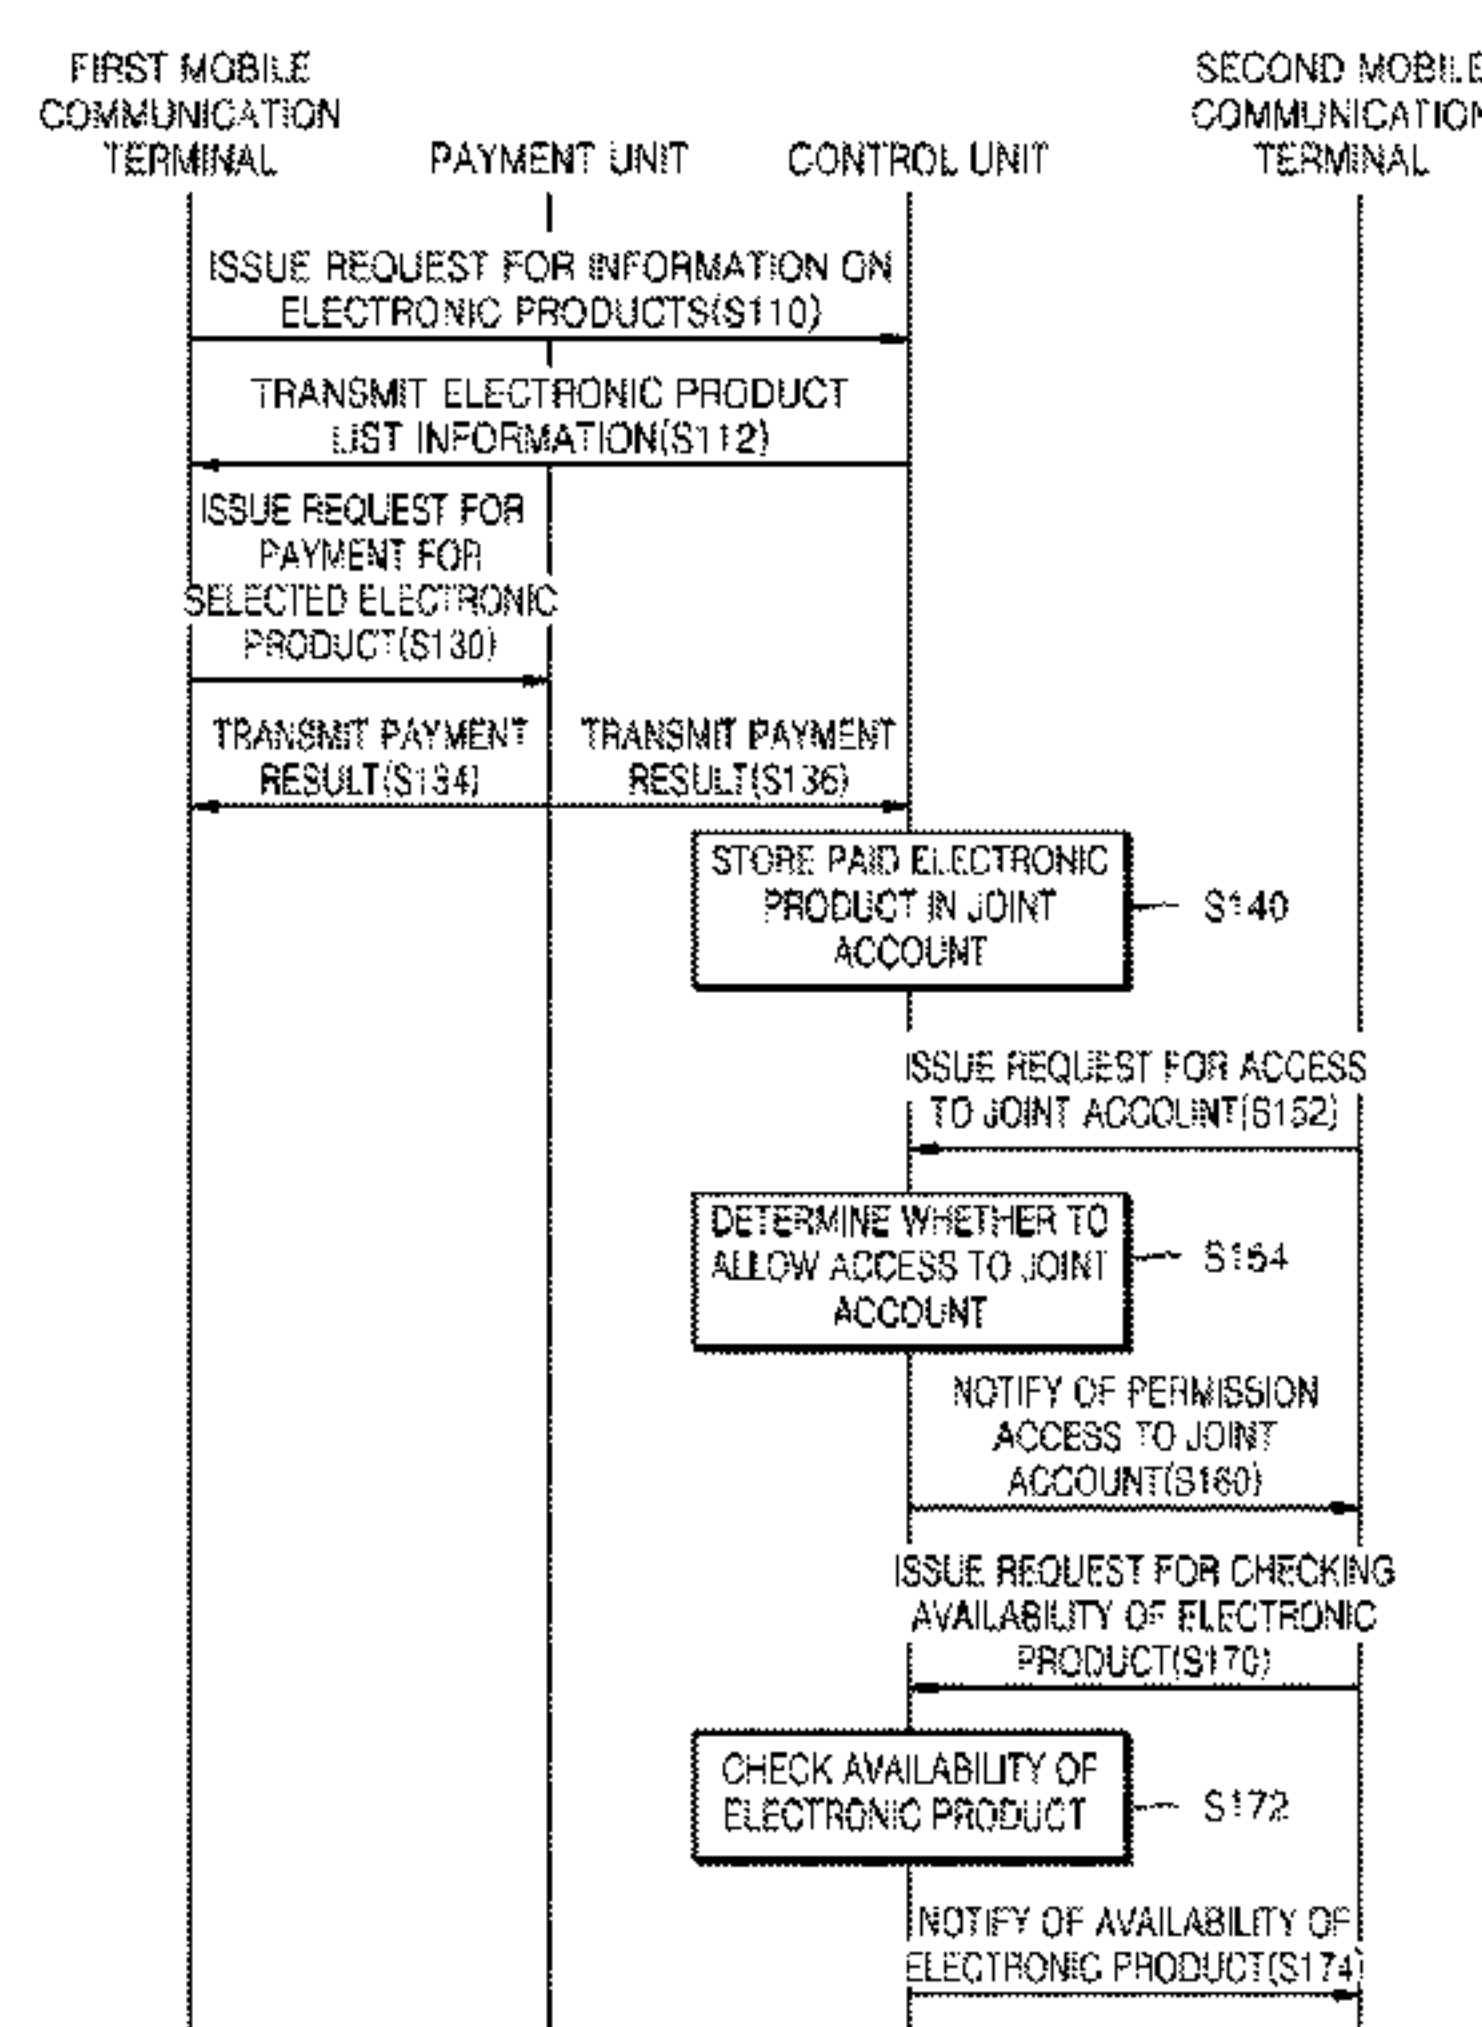 FIRST MOBILE
COMMUNICATION
TERMINAL
PAYMENT UNIT
CONTROL UNIT
SECOND MOBILE
COMMUNICATION
TERMINAL
ISSUE REQUEST FOR INFORMATION ON
ELECTRONIC PRODUCTS(S110)
TRANSMIT ELECTRONIC PRODUCT
LIST INFORMATION(S112)
ISSUE REQUEST FOR
PAYMENT FOR
SELECTED ELECTRONIC
PRODUCT(S130)
TRANSMIT PAYMENT
RESULT(S134)
TRANSMIT PAYMENT
RESULT(S136)
STORE PAID ELECTRONIC
PRODUCT IN JOINT
ACCOUNT
S140
ISSUE REQUEST FOR ACCESS
TO JOINT ACCOUNT(S152)
DETERMINE WHETHER TO
ALLOW ACCESS TO JOINT
ACCOUNT
S154
NOTIFY OF PERMISSION
ACCESS TO JOINT
ACCOUNT(S160)
ISSUE REQUEST FOR CHECKING
AVAILABILITY OF ELECTRONIC
PRODUCT(S170)
CHECK AVAILABILITY OF
ELECTRONIC PRODUCT
S172
NOTIFY OF AVAILABILITY OF
ELECTRONIC PRODUCT(S174)